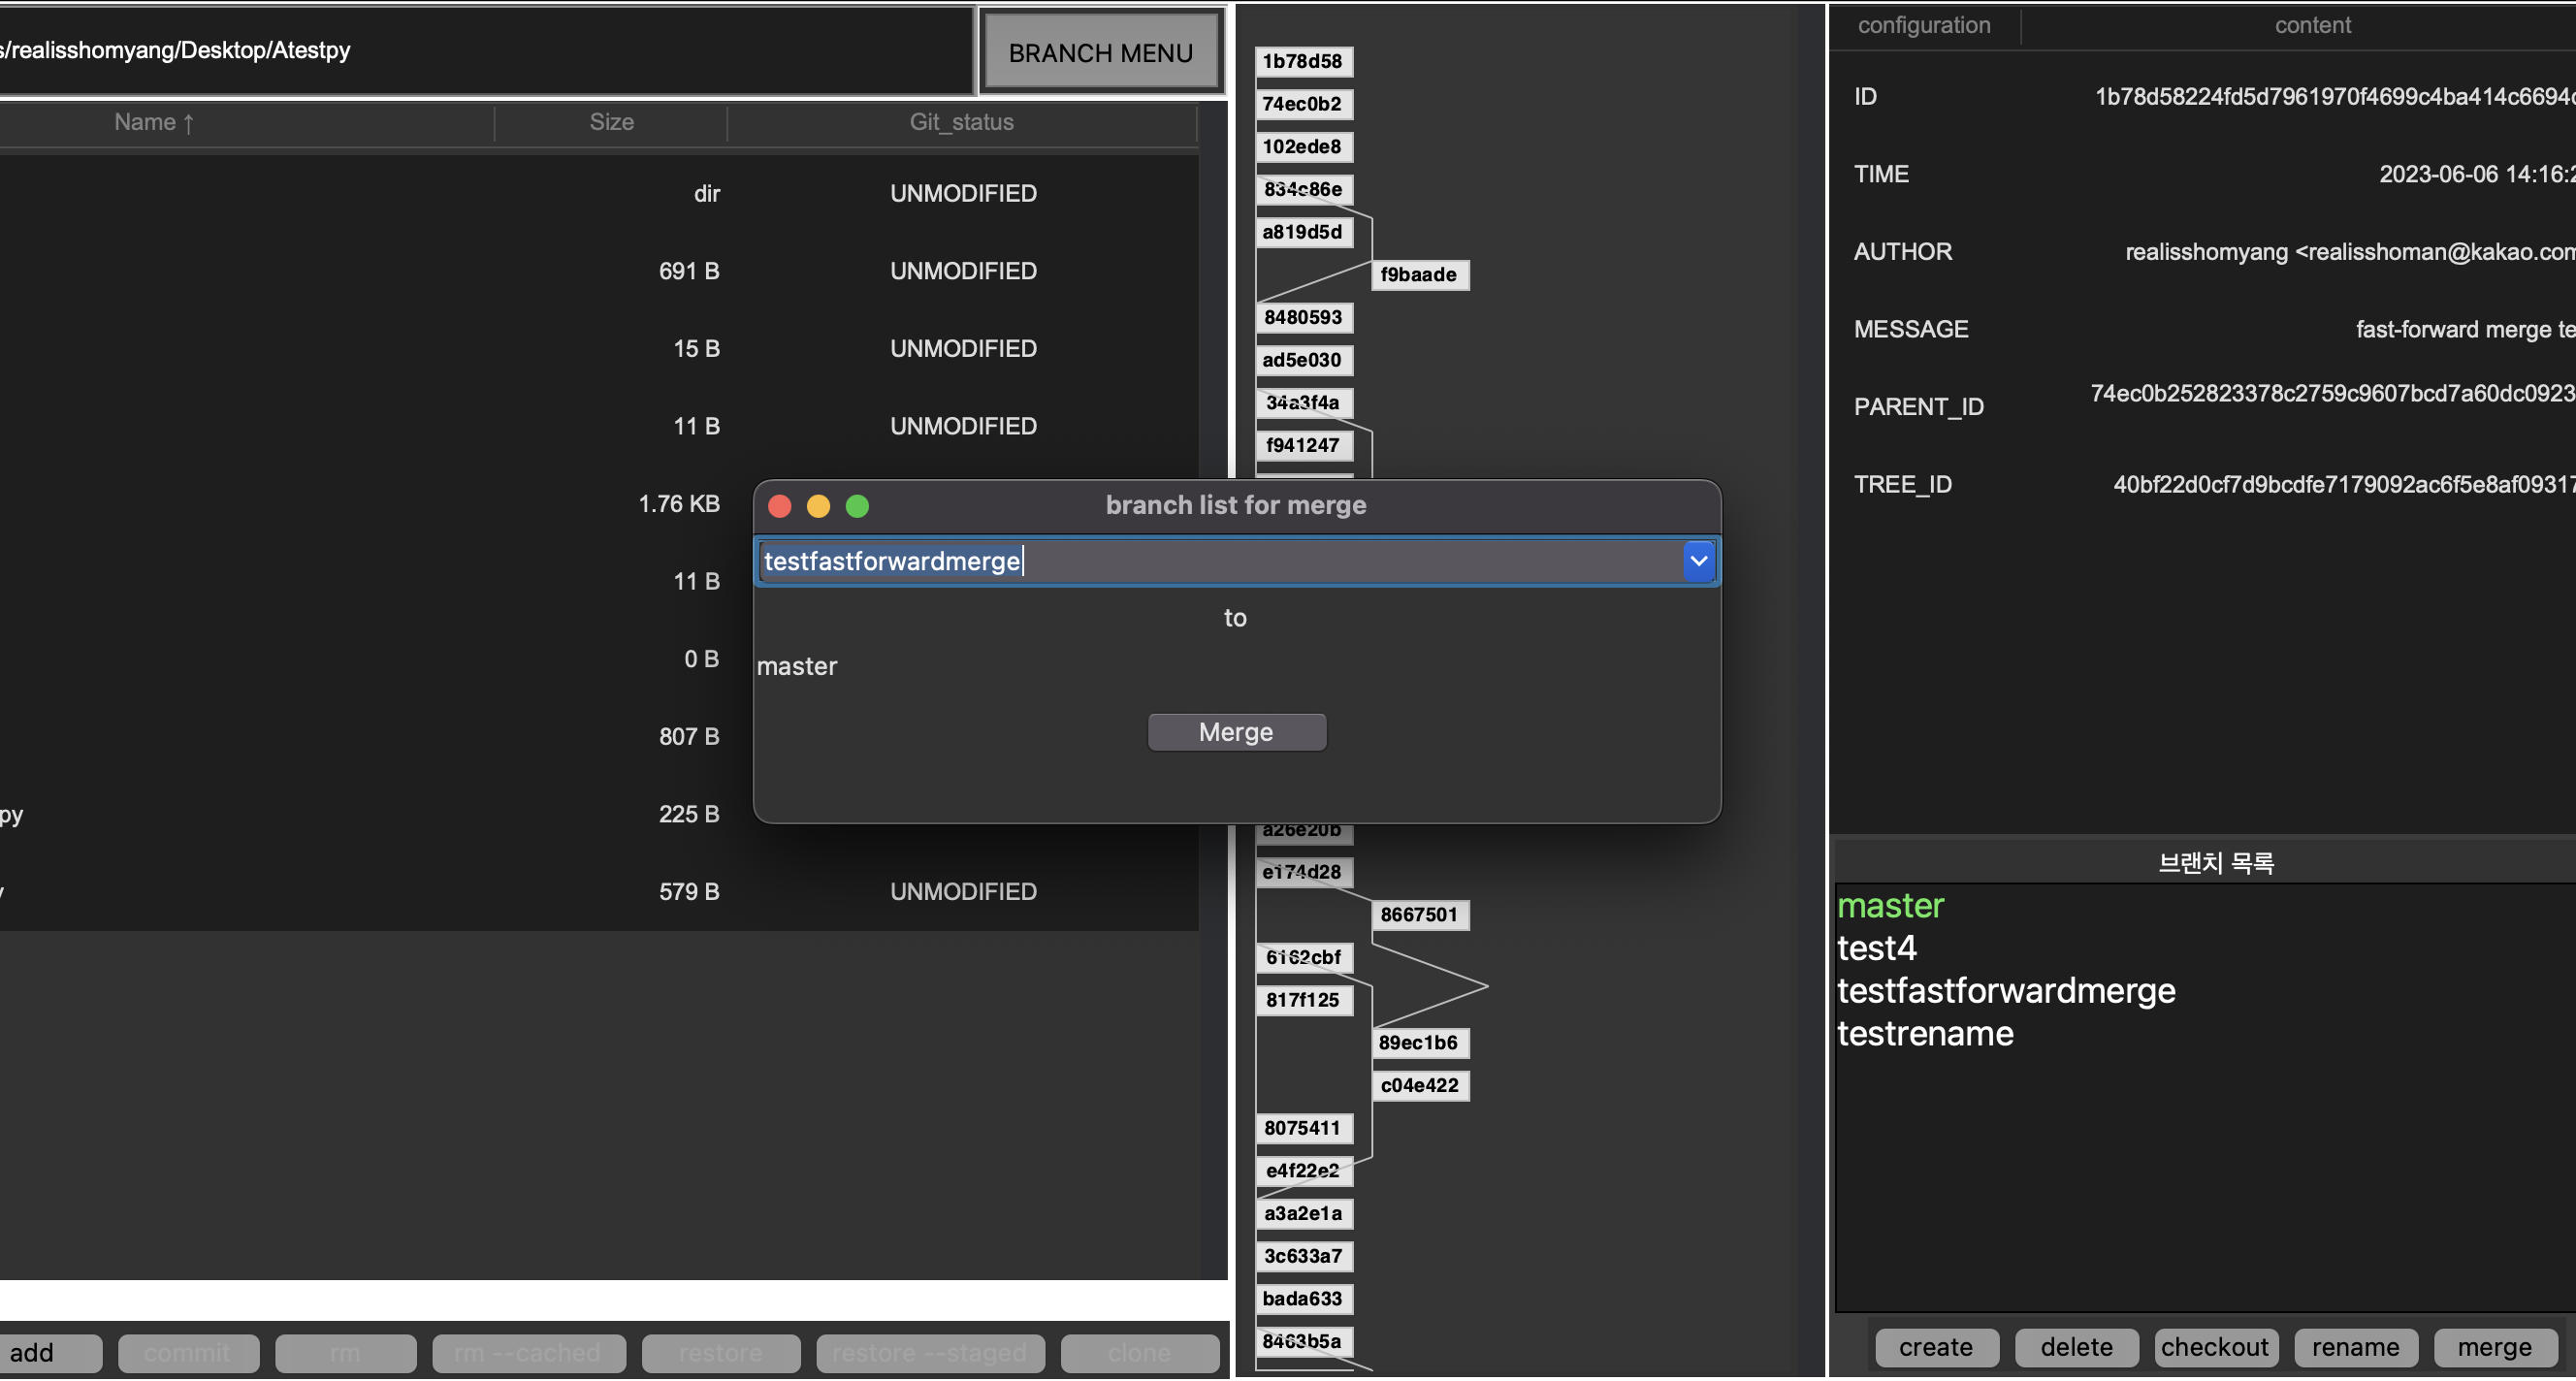 s/realisshomyang/Desktop/Atestpy
BRANCH MENU
Name ↑ Size Git_status
dir UNMODIFIED
691 B UNMODIFIED
15 B UNMODIFIED
11 B UNMODIFIED
1.76 KB
11 B
0 B
807 B
py 225 B
579 B UNMODIFIED
add commit rm rm --cached restore restore --staged clone
1b78d58
74ec0b2
102ede8
834c86e
a819d5d
f9baade
8480593
ad5e030
34a3f4a
f941247
branch list for merge
testfastforwardmerge
to
master
Merge
a26e20b
e174d28
8667501
6162cbf
817f125
89ec1b6
c04e422
8075411
e4f22e2
a3a2e1a
3c633a7
bada633
8463b5a
configuration content
ID 1b78d58224fd5d7961970f4699c4ba414c6694c
TIME 2023-06-06 14:16:2
AUTHOR realisshomyang <realisshoman@kakao.com
MESSAGE fast-forward merge te
PARENT_ID 74ec0b252823378c2759c9607bcd7a60dc0923
TREE_ID 40bf22d0cf7d9bcdfe7179092ac6f5e8af09317
브랜치 목록
master
test4
testfastforwardmerge
testrename
create delete checkout rename merge